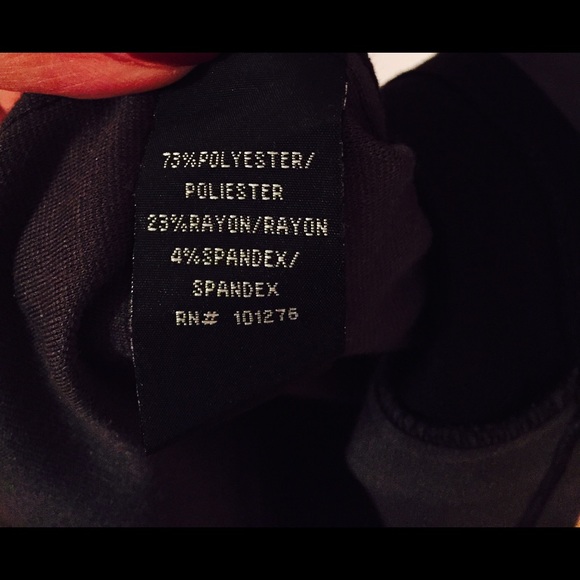 73%POLYESTER/
POLIESTER
23%RAYON/RAYON
4%SPANDEX/
SPANDEX
RN# 101276